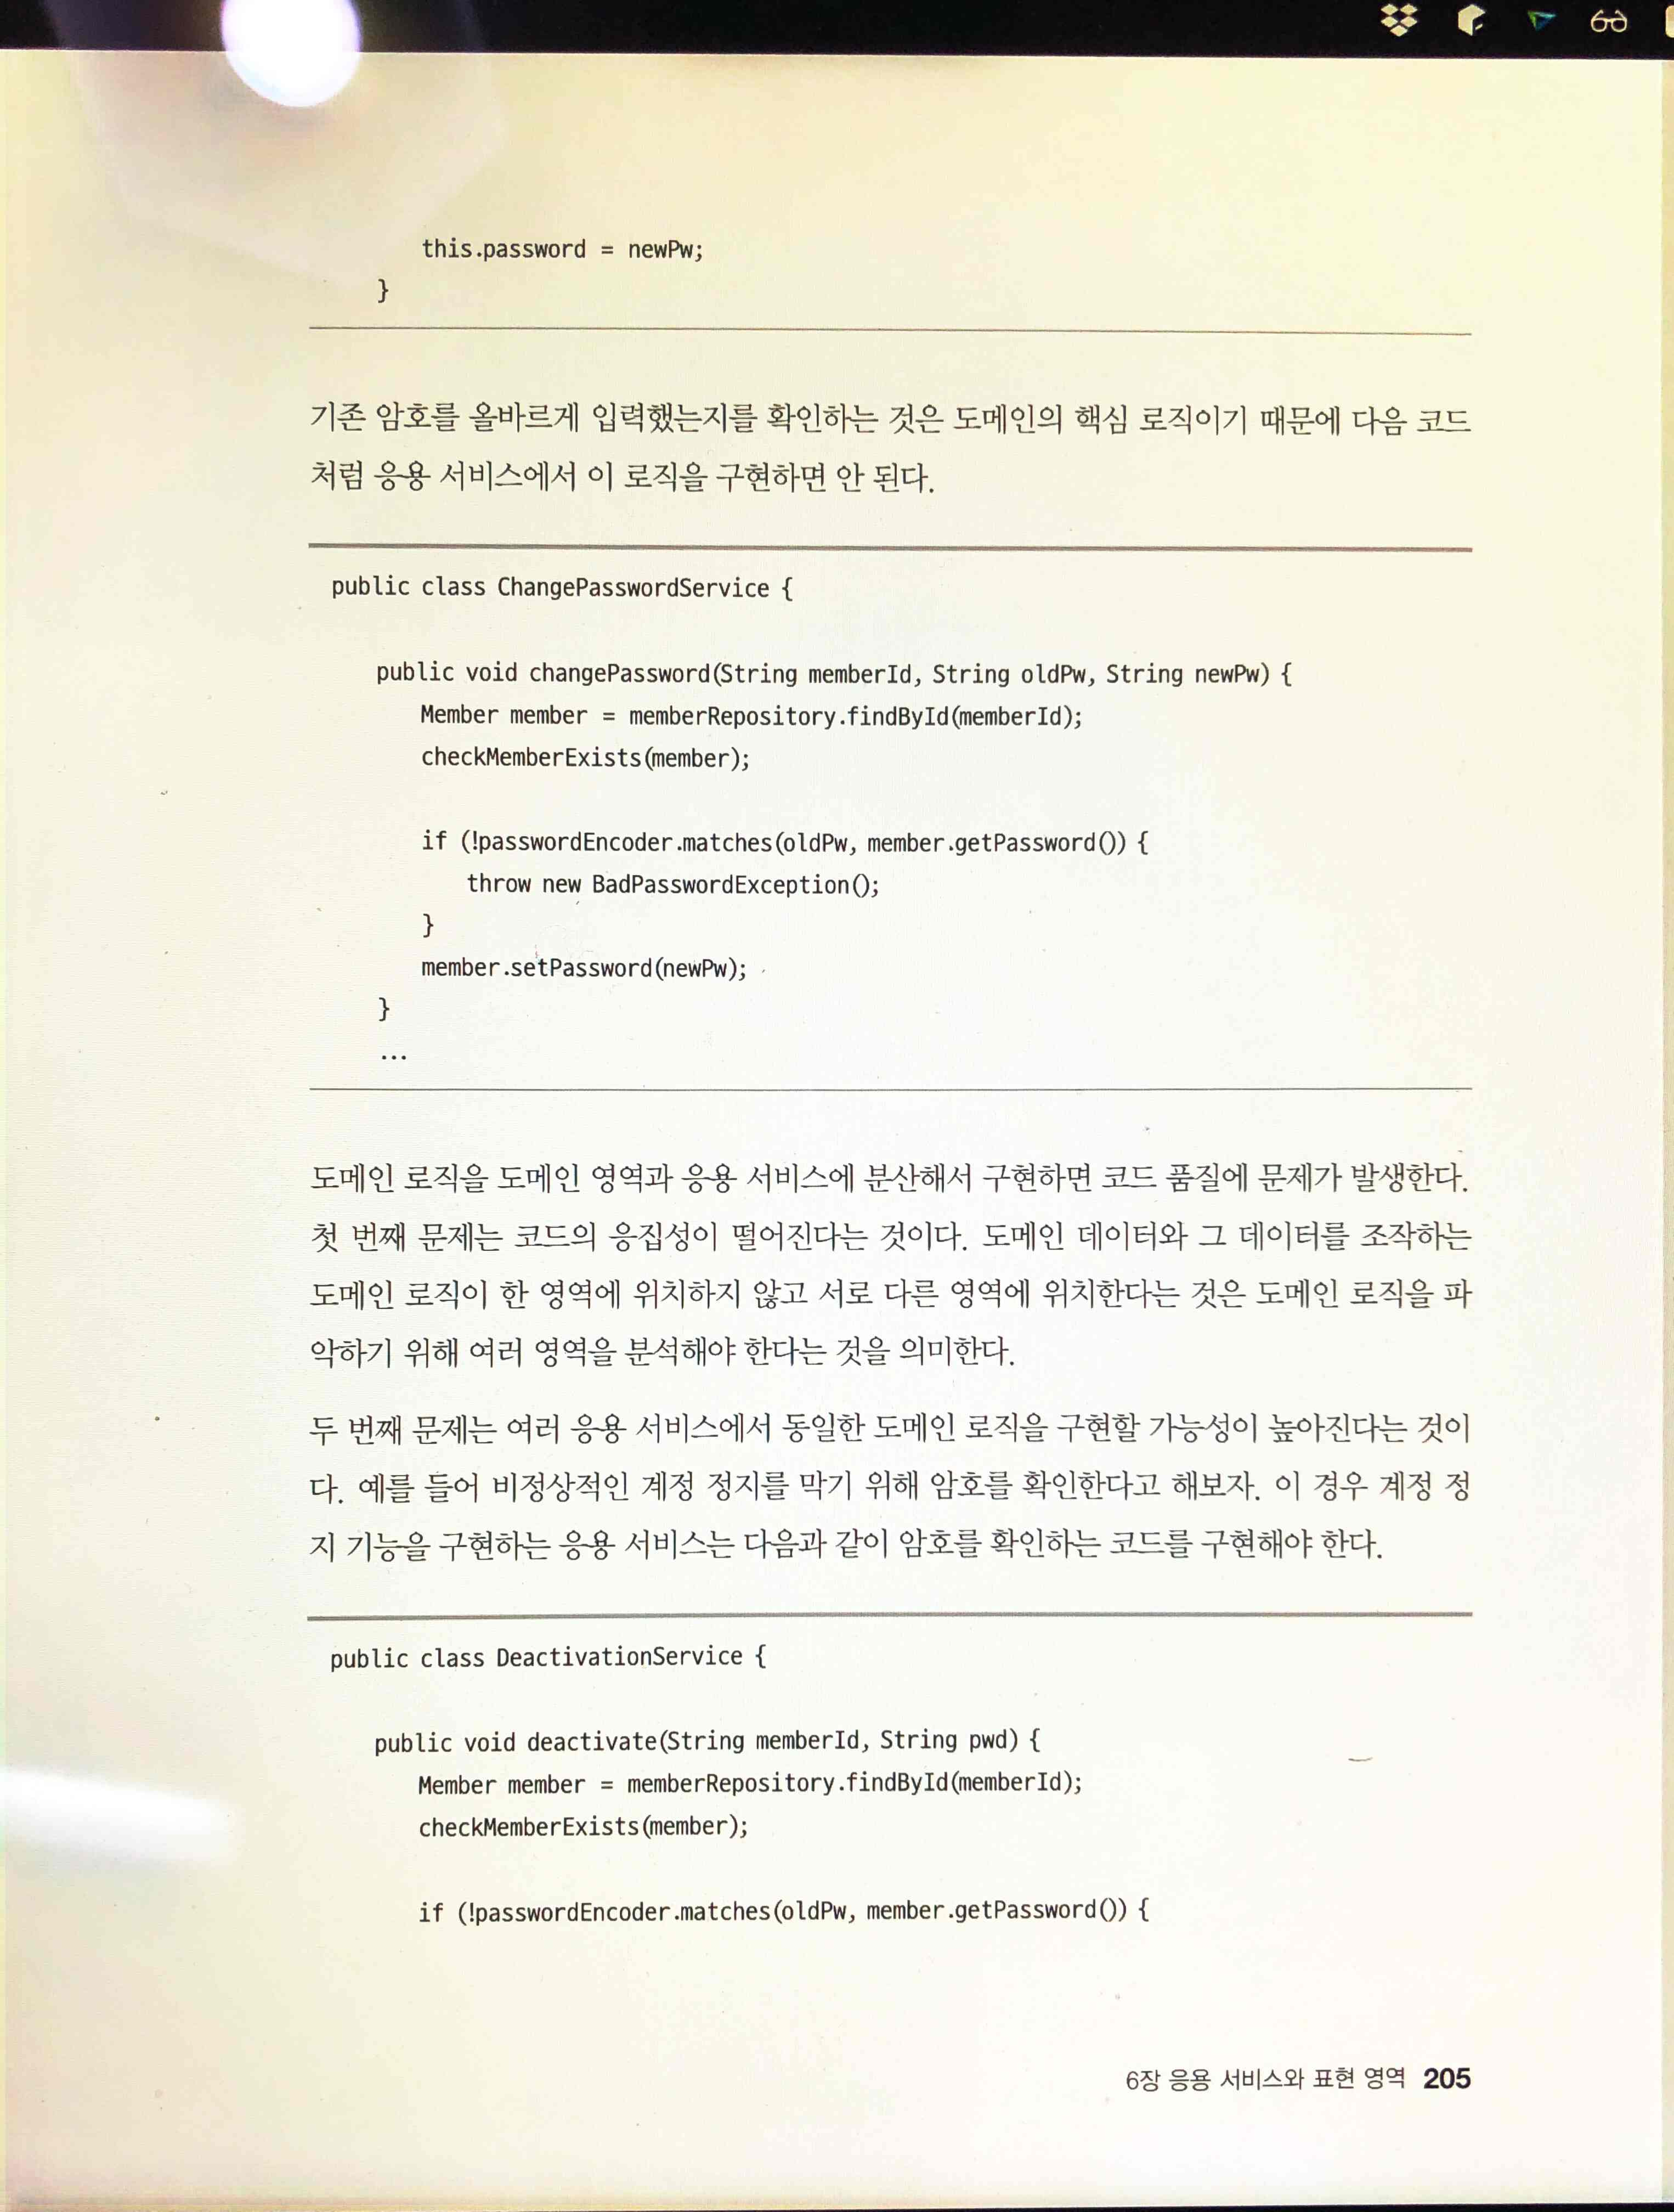 this.password = newPw;
}
기존 암호를 올바르게 입력했는지를 확인하는 것은 도메인의 핵심 로직이기 때문에 다음 코드
처럼 응용 서비스에서 이 로직을 구현하면 안 된다.
public class ChangePasswordService {
public void changePassword(String memberId, String oldPw, String newPw) {
Member member = memberRepository.findById(memberId);
checkMemberExists(member);
if (!passwordEncoder.matches(oldPw, member.getPassword()) {
throw new BadPasswordException();
}
member.setPassword(newPw);
}
...
도메인 로직을 도메인 영역과 응용 서비스에 분산해서 구현하면 코드 품질에 문제가 발생한다.
첫 번째 문제는 코드의 응집성이 떨어진다는 것이다. 도메인 데이터와 그 데이터를 조작하는
도메인 로직이 한 영역에 위치하지 않고 서로 다른 영역에 위치한다는 것은 도메인 로직을 파
악하기 위해 여러 영역을 분석해야 한다는 것을 의미한다.
두 번째 문제는 여러 응용 서비스에서 동일한 도메인 로직을 구현할 가능성이 높아진다는 것이
다. 예를 들어 비정상적인 계정 정지를 막기 위해 암호를 확인한다고 해보자. 이 경우 계정 정
지 기능을 구현하는 응용 서비스는 다음과 같이 암호를 확인하는 코드를 구현해야 한다.
public class DeactivationService {
public void deactivate(String memberId, String pwd) {
Member member = memberRepository.findById(memberId);
checkMemberExists(member);
if (!passwordEncoder.matches(oldPw, member.getPassword()) {
6장 응용 서비스와 표현 영역 205